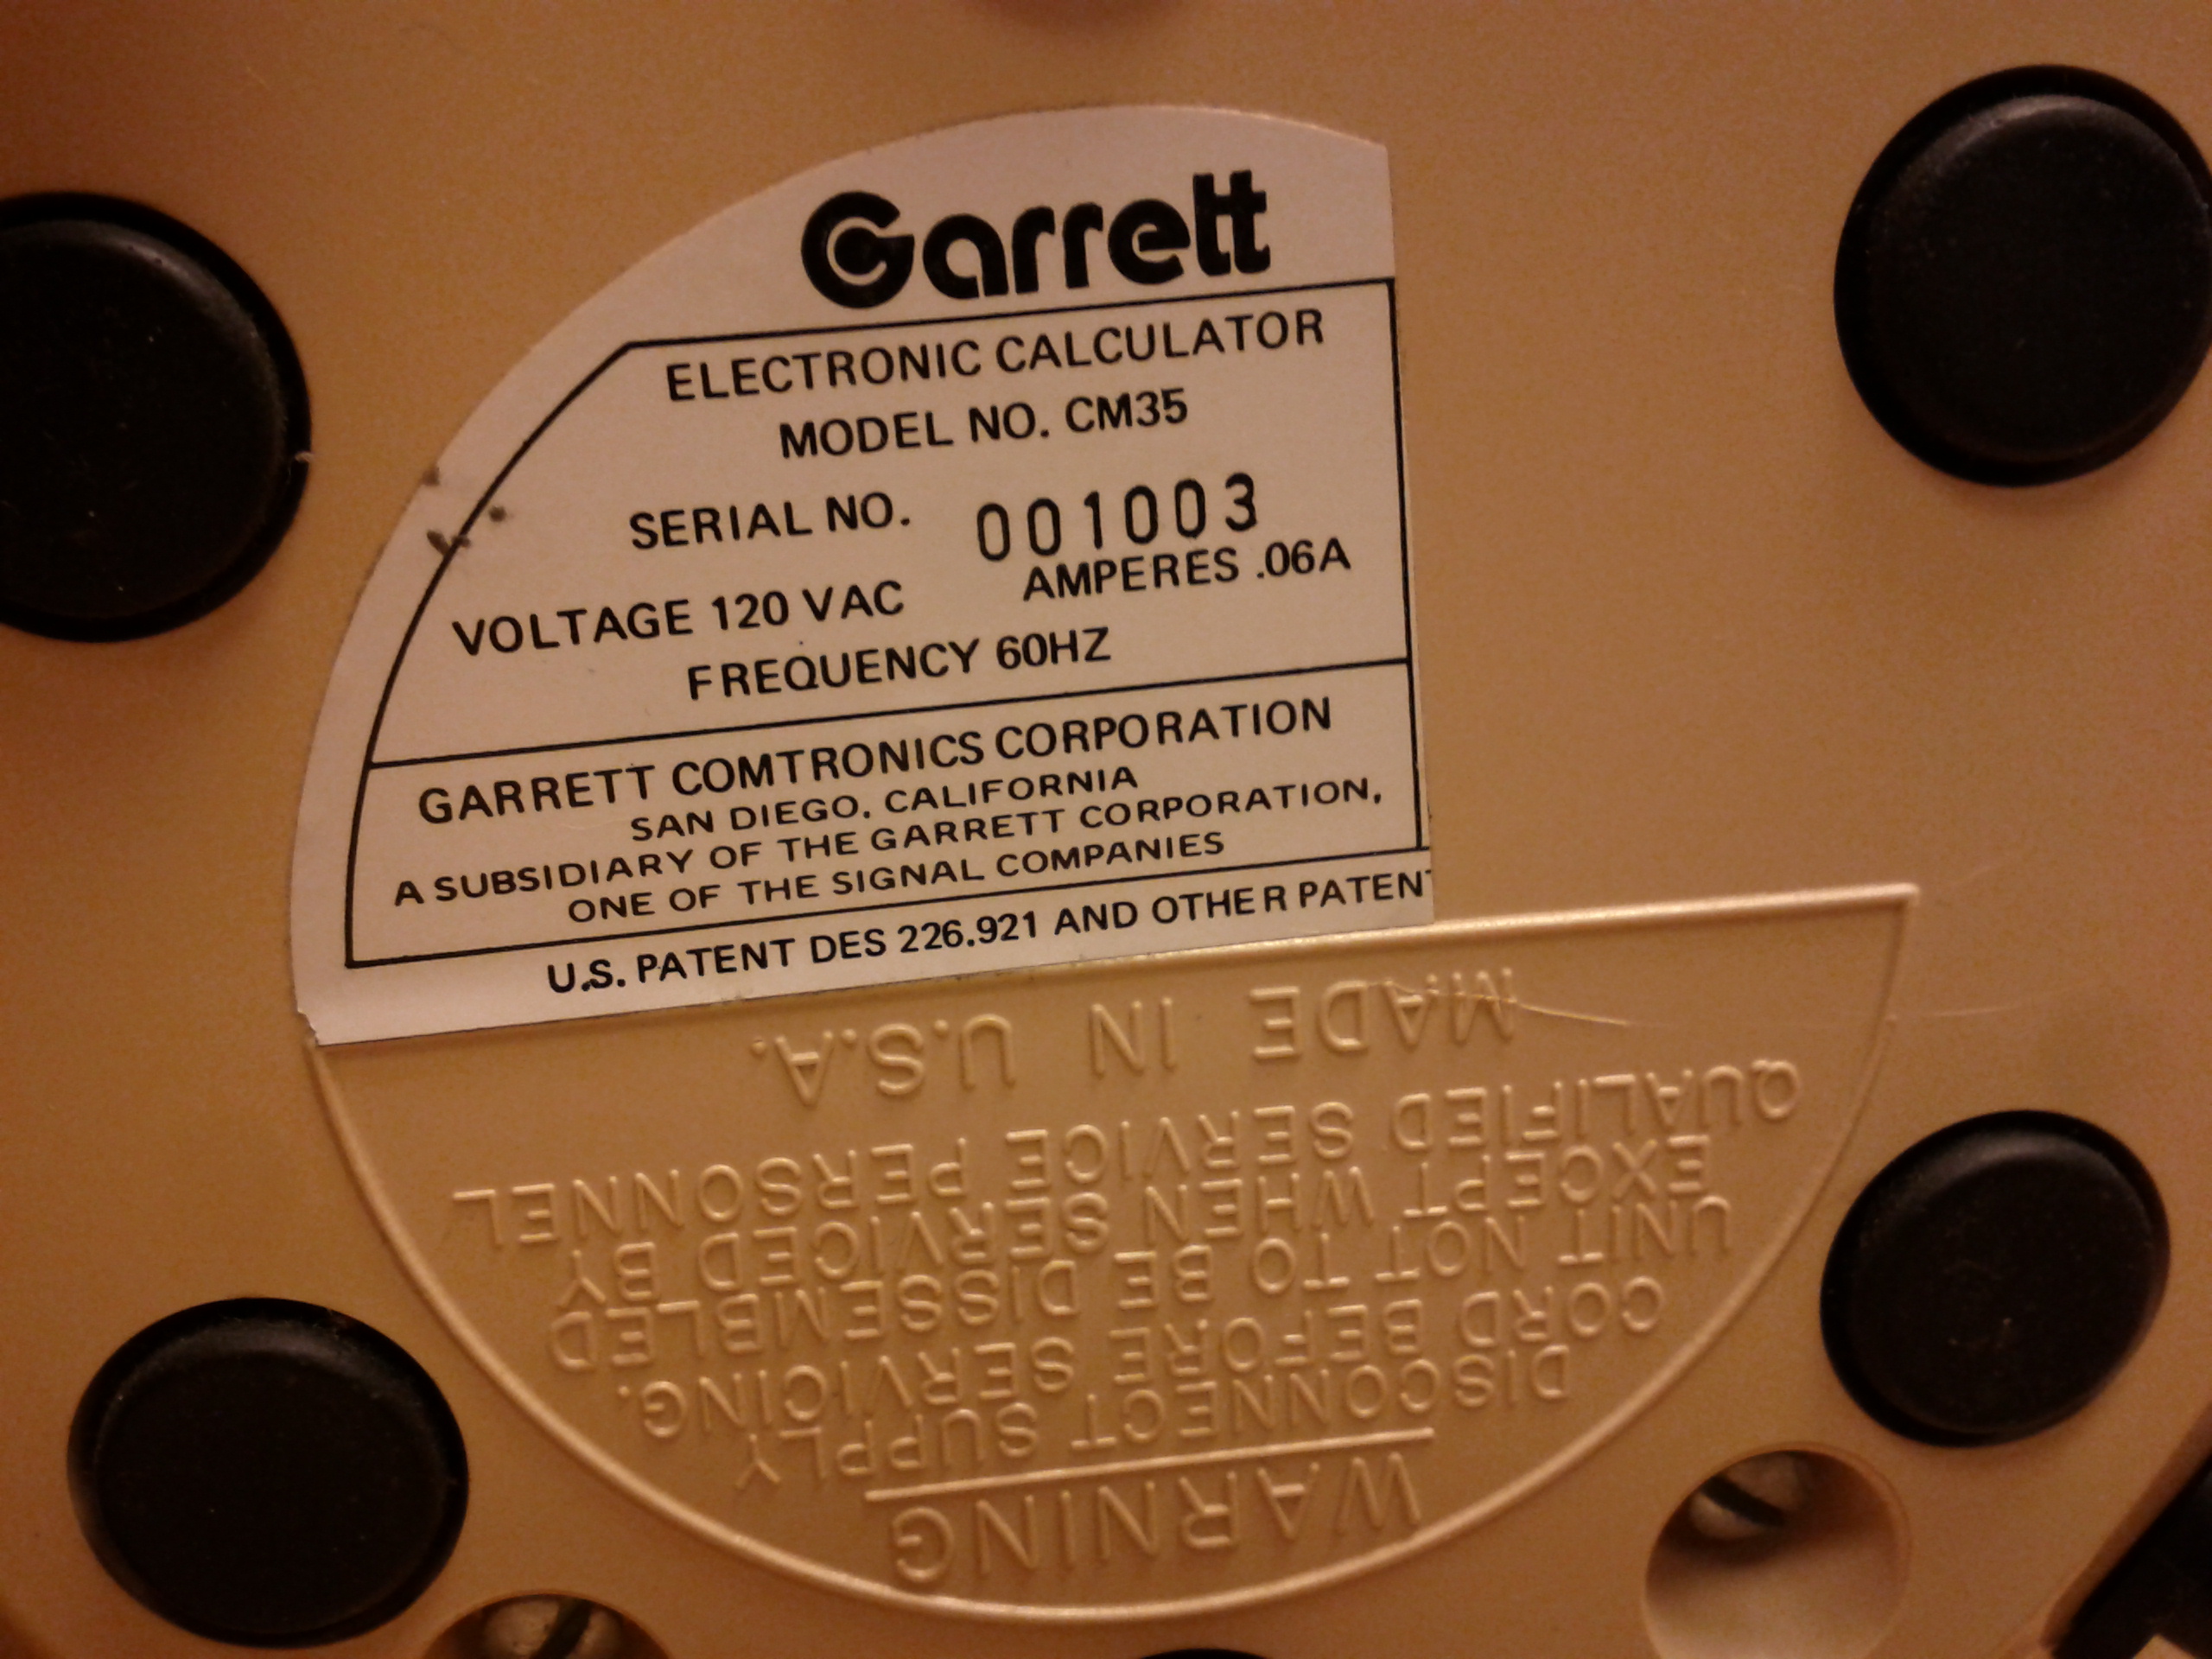 Garrett
ELECTRONIC CALCULATOR
MODEL NO. CM35
SERIAL NO. 001003
VOLTAGE 120 VAC AMPERES .06A
FREQUENCY 60HZ
GARRETT COMTRONICS CORPORATION
SAN DIEGO, CALIFORNIA
A SUBSIDIARY OF THE GARRETT CORPORATION,
ONE OF THE SIGNAL COMPANIES
U.S. PATENT DES 226.921 AND OTHER PATENT
WARNING
DISCONNECT SUPPLY
CORD BEFORE SERVICING.
UNIT NOT TO BE DISSEMBLED
EXCEPT WHEN SERVICED BY
QUALIFIED SERVICE PERSONNEL
MADE IN U.S.A.